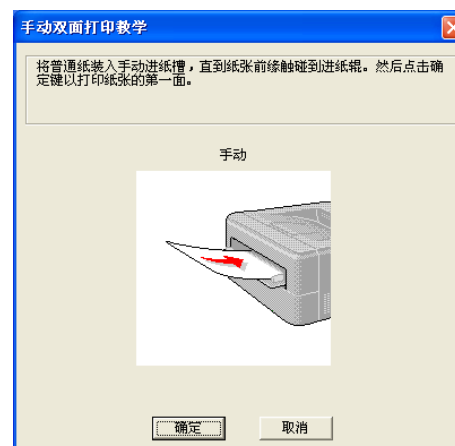 手动双面打印教学
将普通纸装入手动进纸槽，直到纸张前缘触碰到进纸辊。然后点击确
定键以打印纸张的第一面。
手动
确定
取消